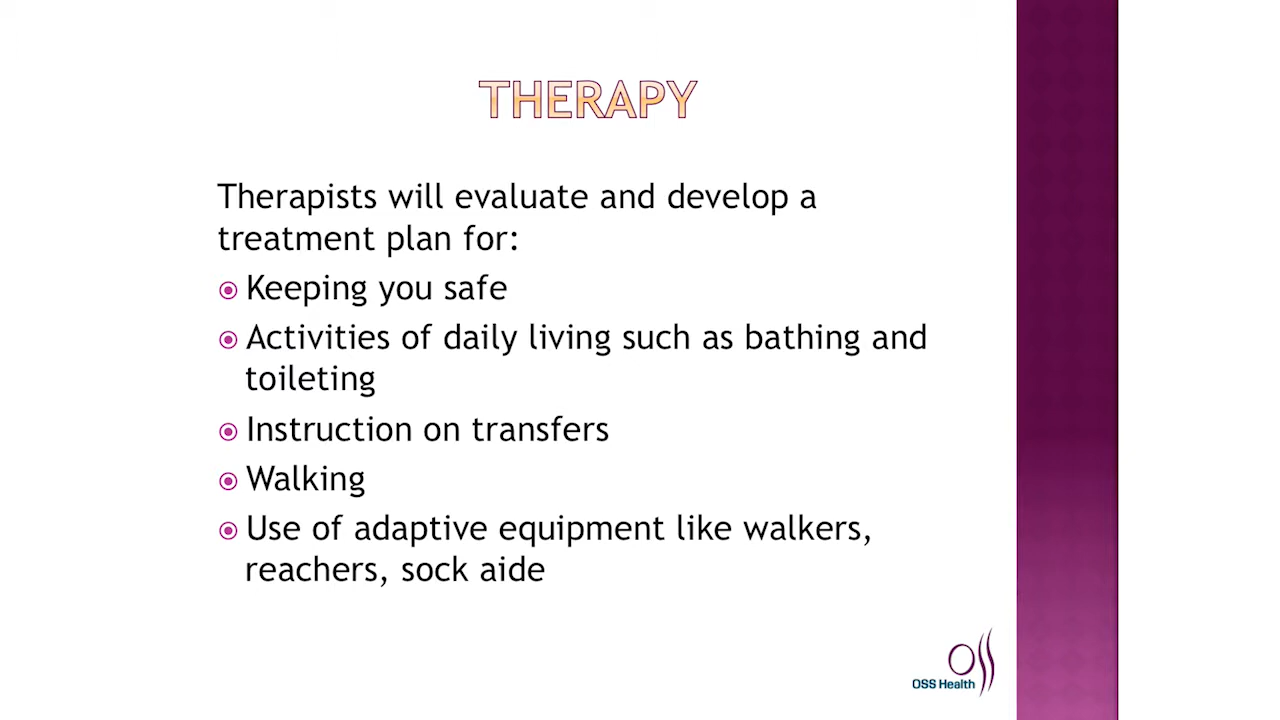 THERAPY
Therapists will evaluate and develop a
treatment plan for:
Keeping you safe
Activities of daily living such as bathing and
toileting
Instruction on transfers
Walking
Use of adaptive equipment like walkers,
reachers, sock aide
OSS Health